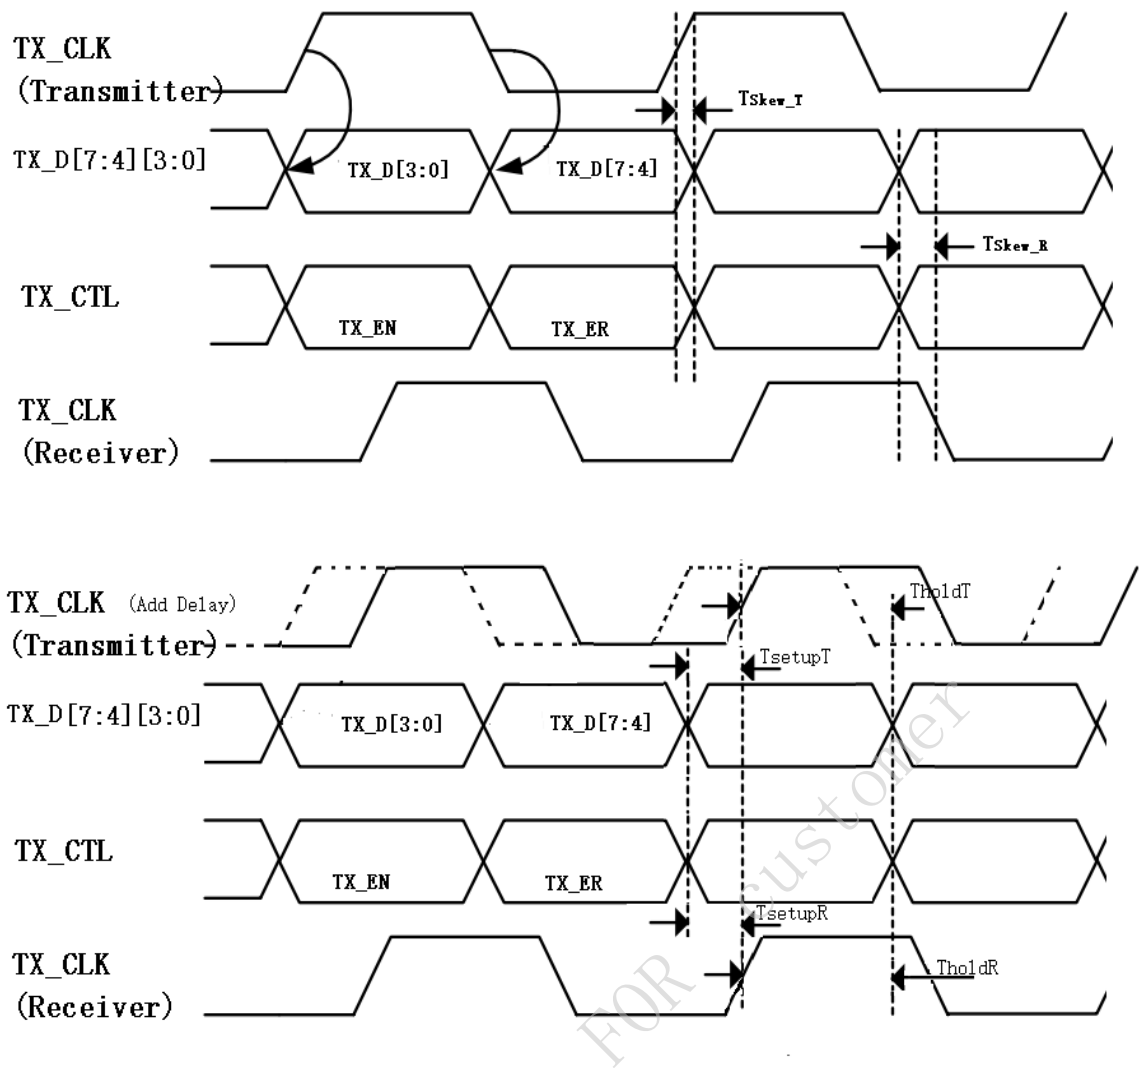 TX_CLK
(Transmitter)
Tskew_T
TX_D[7:4][3:0]
TX_D[3:0]
TX_D[7:4]
Tskew_R
TX_CTL
TX_EN
TX_ER
TX_CLK
(Receiver)
TX_CLK (Add Delay)
(Transmitter)
TholdT
TsetupT
TX_D[7:4][3:0]
TX_D[3:0]
TX_D[7:4]
TX_CTL
TX_EN
TX_ER
TsetupR
TX_CLK
(Receiver)
TholdR
FOR customer